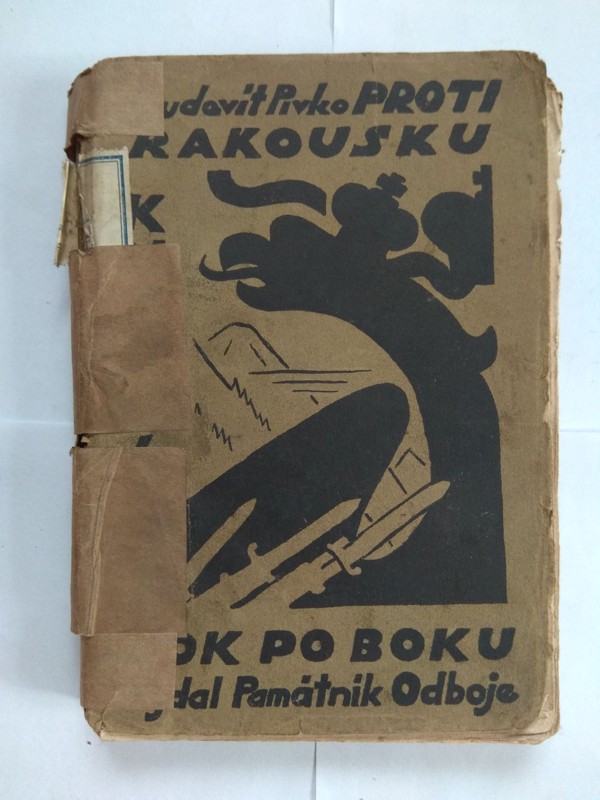 udovít Pivko PROTI
RAKOUSKU
K
OK PO BOKU
ydal Památník Odboje